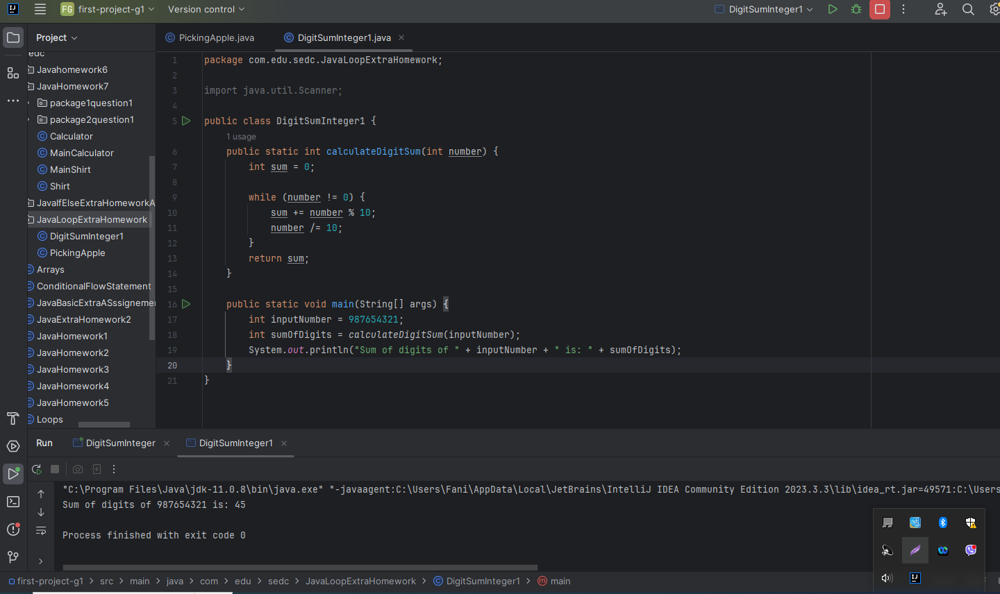 FG first-project-g1 Version control DigitSumInteger1
Project
PickingApple.java DigitSumInteger1.java
sedc
Javahomework6
JavaHomework7
package1question1
package2question1
Calculator
MainCalculator
MainShirt
Shirt
JavaIfElseExtraHomeworkA
JavaLoopExtraHomework
DigitSumInteger1
PickingApple
Arrays
ConditionalFlowStatement
JavaBasicExtraASssigneme
JavaExtraHomework2
JavaHomework1
JavaHomework2
JavaHomework3
JavaHomework4
JavaHomework5
Loops
1 package com.edu.sedc.JavaLoopExtraHomework;
2
3 import java.util.Scanner;
4
5 public class DigitSumInteger1 {
1 usage
6 public static int calculateDigitSum(int number) {
7 int sum = 0;
8
9 while (number != 0) {
10 sum += number % 10;
11 number /= 10;
12 }
13 return sum;
14 }
15
16 public static void main(String[] args) {
17 int inputNumber = 987654321;
18 int sumOfDigits = calculateDigitSum(inputNumber);
19 System.out.println("Sum of digits of " + inputNumber + " is: " + sumOfDigits);
20 }
21 }
Run DigitSumInteger DigitSumInteger1
"C:\Program Files\Java\jdk-11.0.8\bin\java.exe" "-javaagent:C:\Users\Fani\AppData\Local\JetBrains\IntelliJ IDEA Community Edition 2023.3.3\lib\idea_rt.jar=49571:C:\Users
Sum of digits of 987654321 is: 45
Process finished with exit code 0
first-project-g1 > src > main > java > com > edu > sedc > JavaLoopExtraHomework > DigitSumInteger1 > main